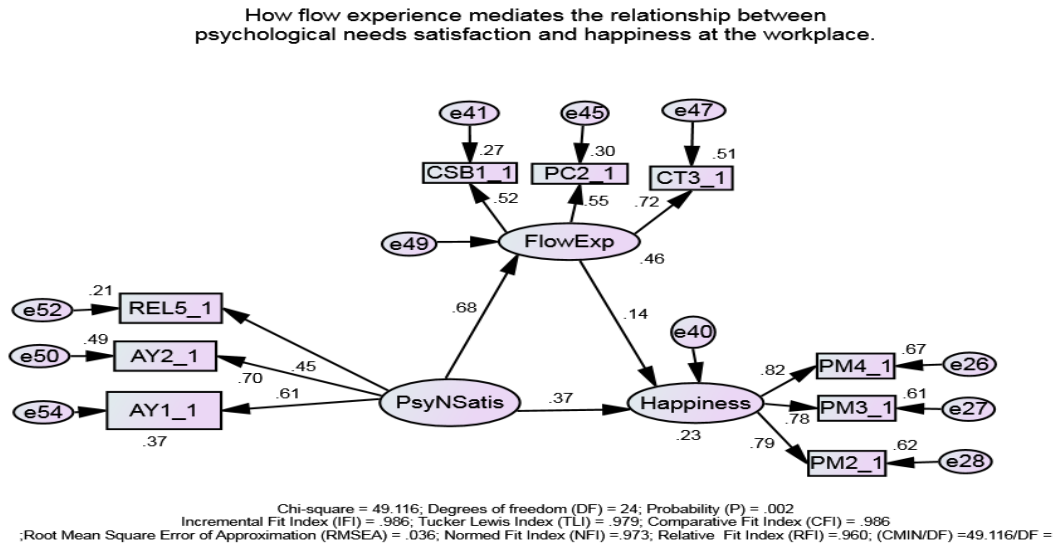 How flow experience mediates the relationship between
psychological needs satisfaction and happiness at the workplace.
e41
e45
e47
.27
.30
.51
CSB1_1
PC2_1
CT3_1
.52
.55
.72
e49
FlowExp
.46
.21
e52
REL5_1
.68
.14
e40
.49
e50
AY2_1
.45
.70
.67
PM4_1
e26
.82
e54
AY1_1
.61
PsyNSatis
.37
Happiness
.61
PM3_1
e27
.78
.37
.23
.79
.62
PM2_1
e28
Chi-square = 49.116; Degrees of freedom (DF) = 24; Probability (P) = .002
Incremental Fit Index (IFI) = .986; Tucker Lewis Index (TLI) = .979; Comparative Fit Index (CFI) = .986
;Root Mean Square Error of Approximation (RMSEA) = .036; Normed Fit Index (NFI) =.973; Relative Fit Index (RFI) =.960; (CMIN/DF) =49.116/DF =